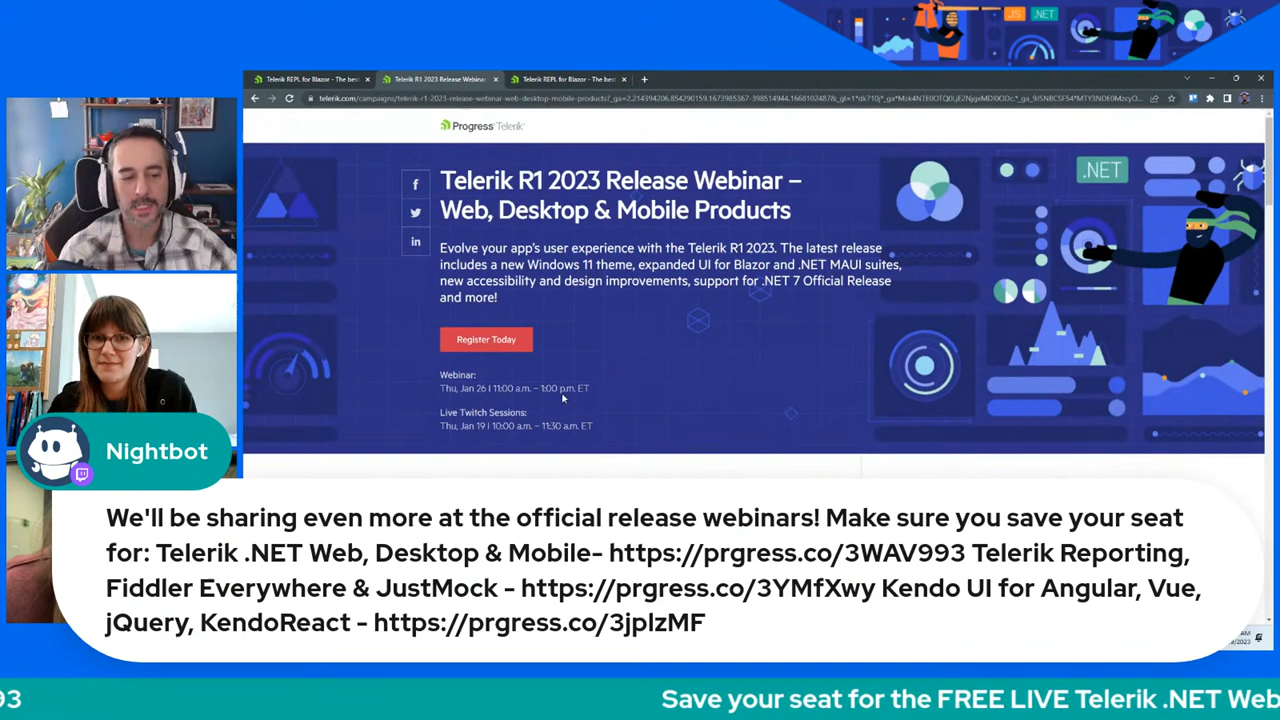 JS .NET
Telerik REPL for Blazor - The best
Telerik R1 2023 Release Webinar
Telerik REPL for Blazor - The best
Progress Telerik
Telerik R1 2023 Release Webinar –
Web, Desktop & Mobile Products
.NET
Evolve your app's user experience with the Telerik R1 2023. The latest release
includes a new Windows 11 theme, expanded UI for Blazor and .NET MAUI suites,
new accessibility and design improvements, support for .NET 7 Official Release
and more!
Register Today
Webinar:
Thu, Jan 26 | 11:00 a.m. – 1:00 p.m. ET
Live Twitch Sessions:
Thu, Jan 19 | 10:00 a.m. – 11:30 a.m. ET
Nightbot
We'll be sharing even more at the official release webinars! Make sure you save your seat
for: Telerik .NET Web, Desktop & Mobile- https://prgress.co/3WAV993 Telerik Reporting,
Fiddler Everywhere & JustMock - https://prgress.co/3YMfXwy Kendo UI for Angular, Vue,
jQuery, KendoReact - https://prgress.co/3jplzMF
93
Save your seat for the FREE LIVE Telerik .NET Web